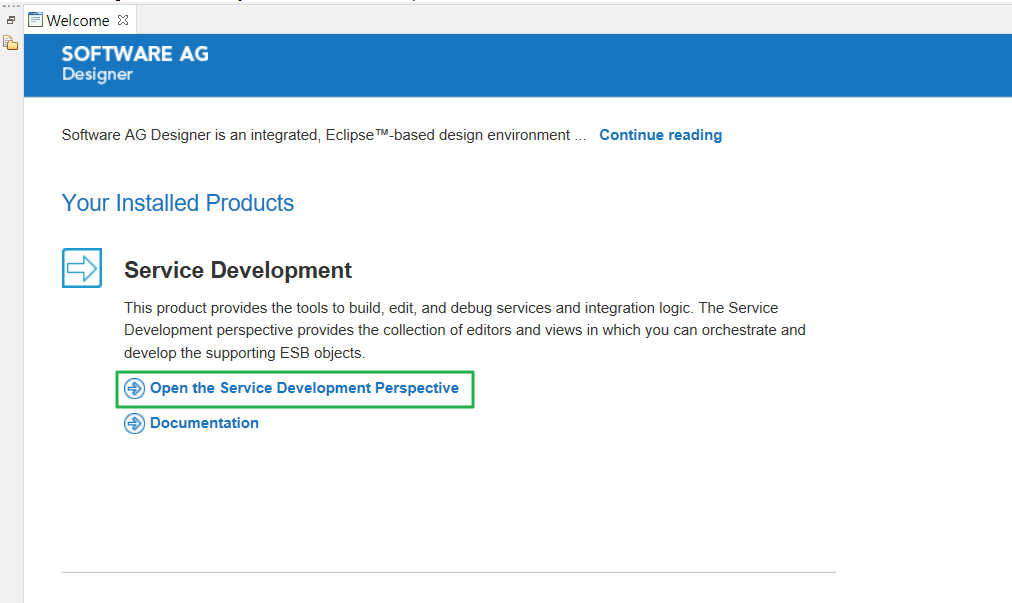 Welcome
SOFTWARE AG
Designer
Software AG Designer is an integrated, Eclipse™-based design environment ... Continue reading
Your Installed Products
Service Development
This product provides the tools to build, edit, and debug services and integration logic. The Service
Development perspective provides the collection of editors and views in which you can orchestrate and
develop the supporting ESB objects.
Open the Service Development Perspective
Documentation